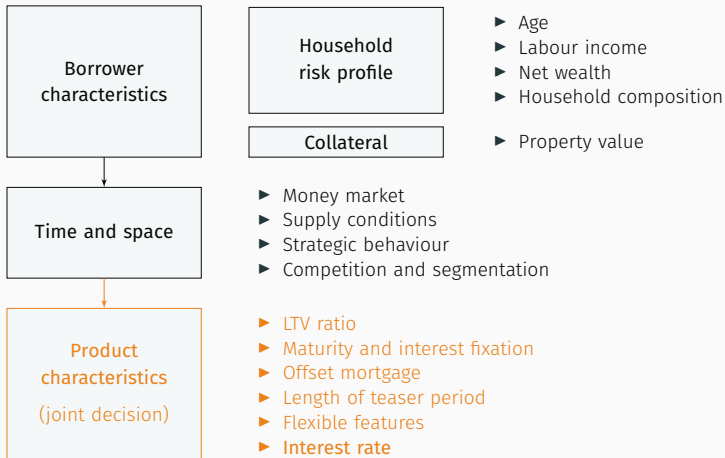 Borrower
characteristics
Household
risk profile
► Age
► Labour income
► Net wealth
► Household composition
Collateral
► Property value
Time and space
► Money market
► Supply conditions
► Strategic behaviour
► Competition and segmentation
Product
characteristics
(joint decision)
► LTV ratio
► Maturity and interest fixation
► Offset mortgage
► Length of teaser period
► Flexible features
► Interest rate